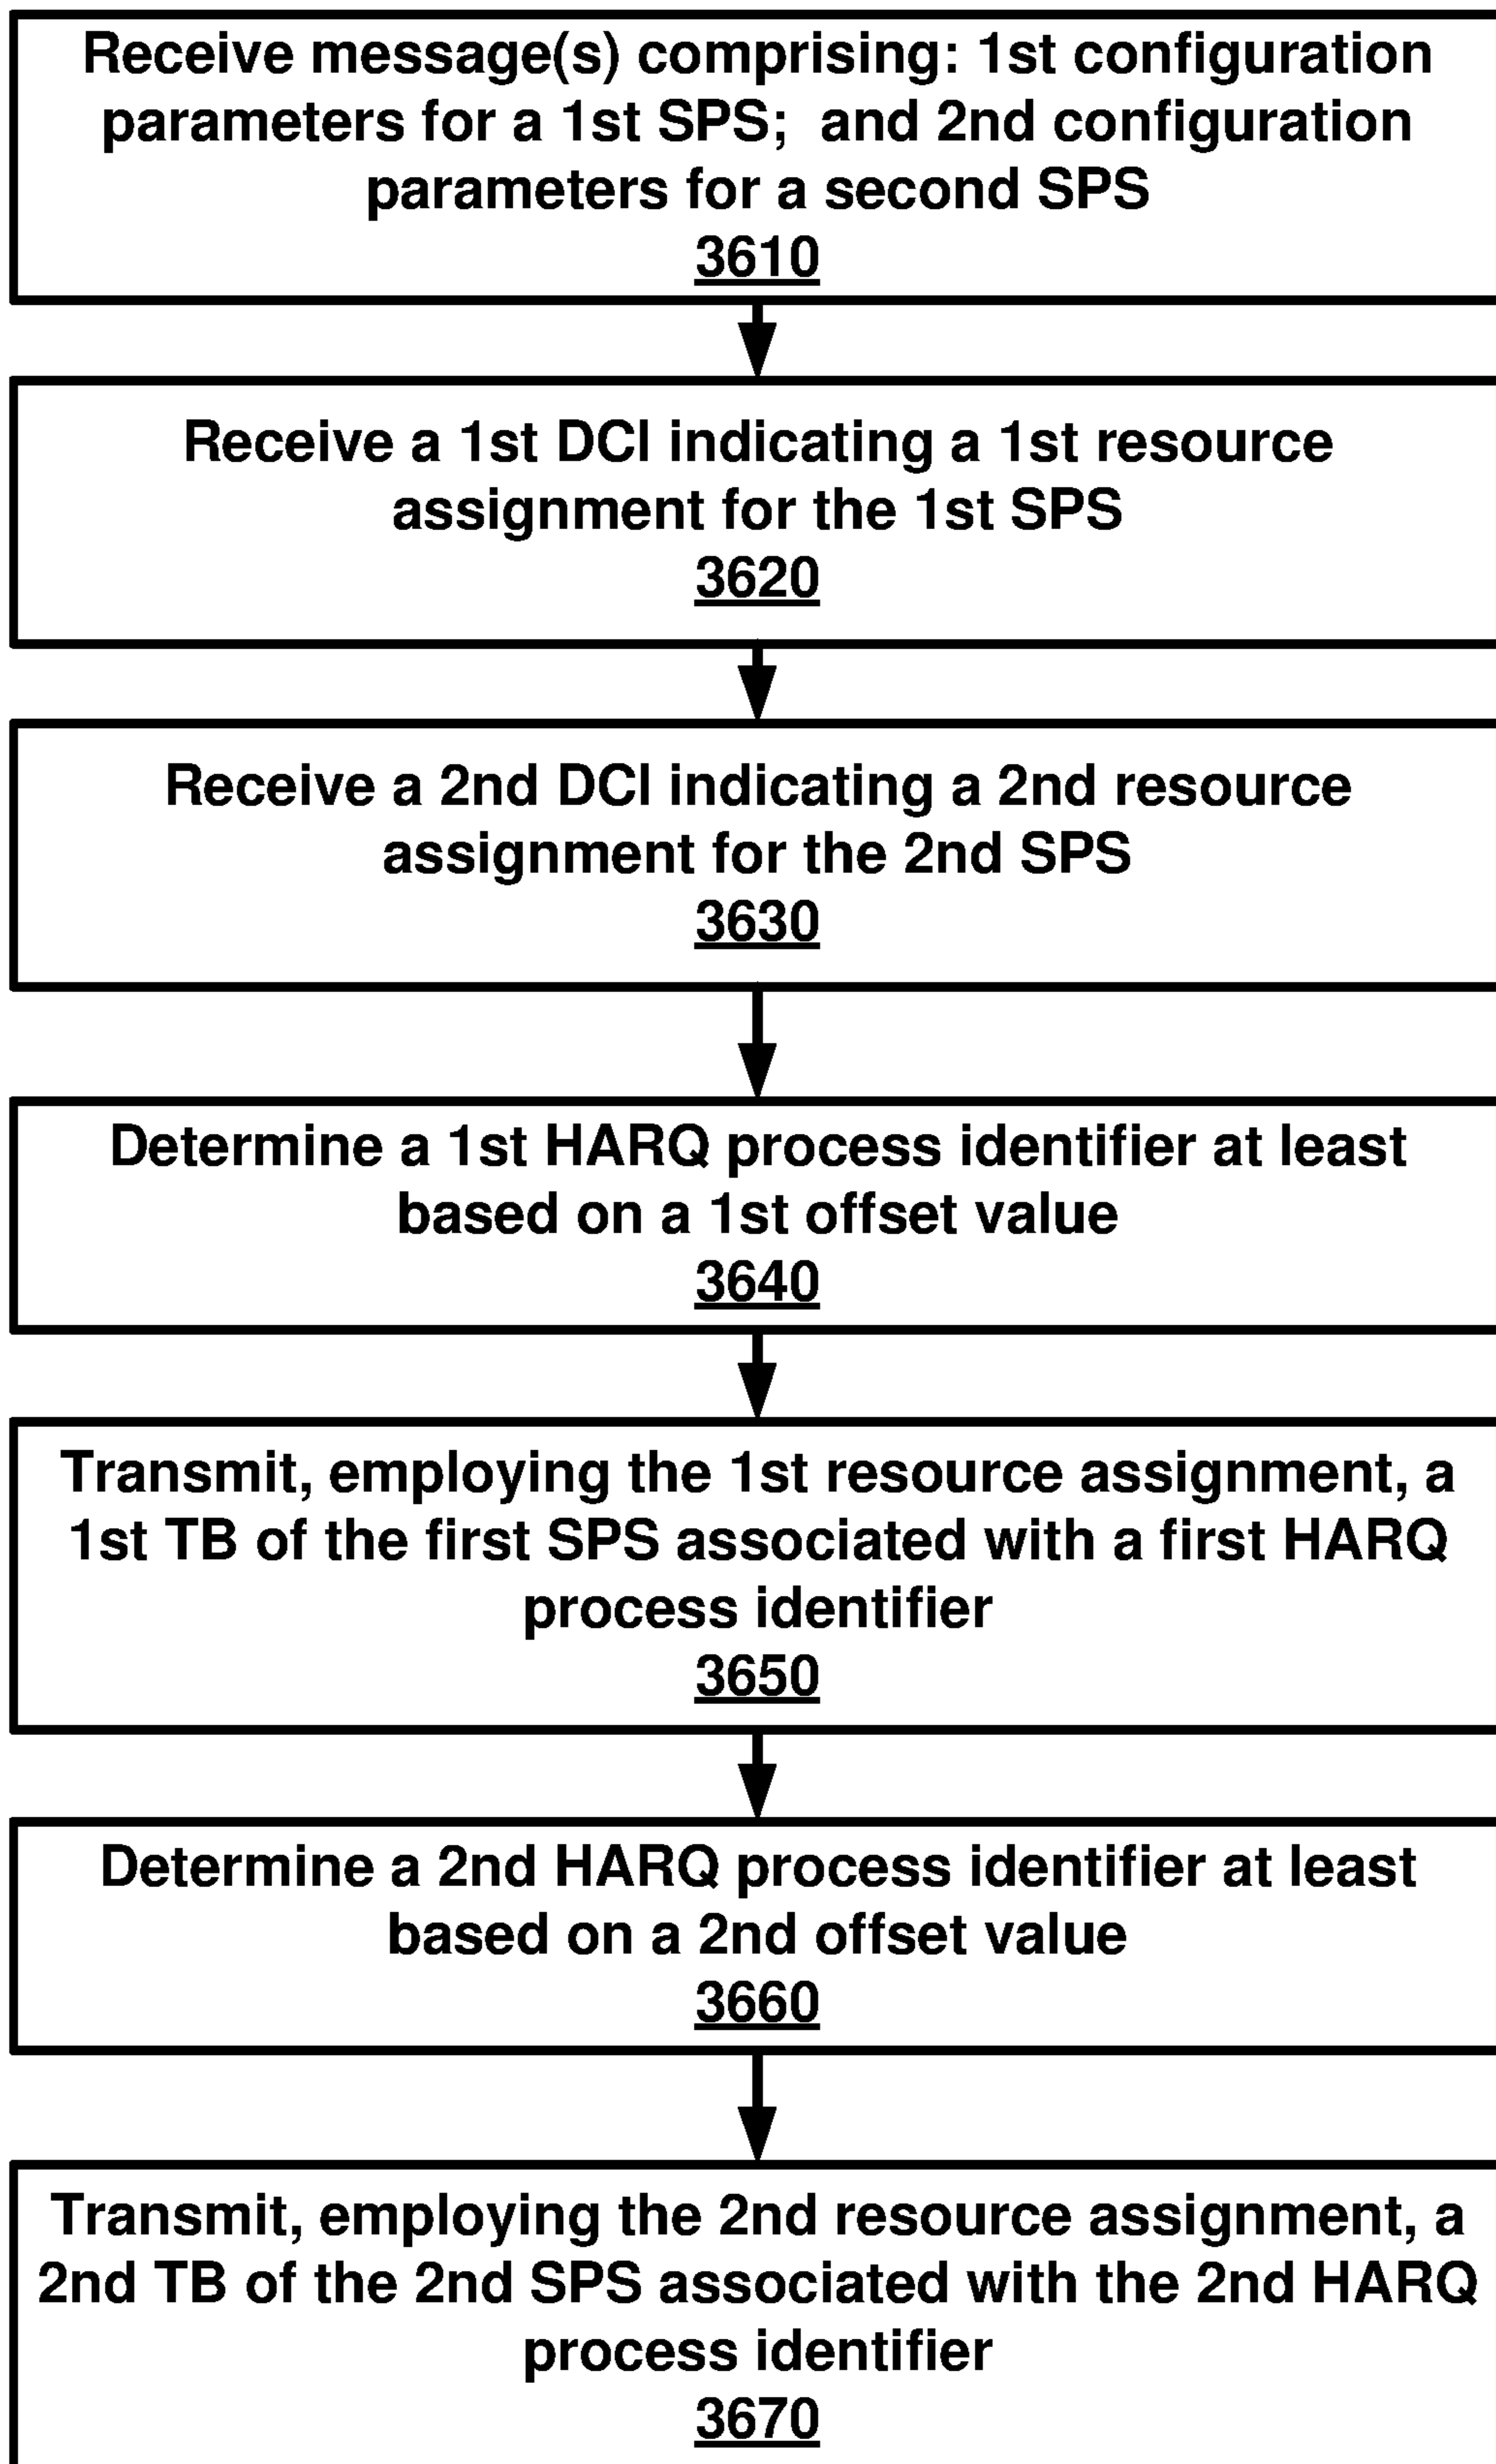 Receive message(s) comprising: 1st configuration
parameters for a 1st SPS;  and 2nd configuration
parameters for a second SPS
3610
Receive a 1st DCI indicating a 1st resource
assignment for the 1st SPS
3620
Receive a 2nd DCI indicating a 2nd resource
assignment for the 2nd SPS
3630
Determine a 1st HARQ process identifier at least
based on a 1st offset value
3640
Transmit, employing the 1st resource assignment, a
1st TB of the first SPS associated with a first HARQ
process identifier
3650
Determine a 2nd HARQ process identifier at least
based on a 2nd offset value
3660
Transmit, employing the 2nd resource assignment, a
2nd TB of the 2nd SPS associated with the 2nd HARQ
process identifier
3670